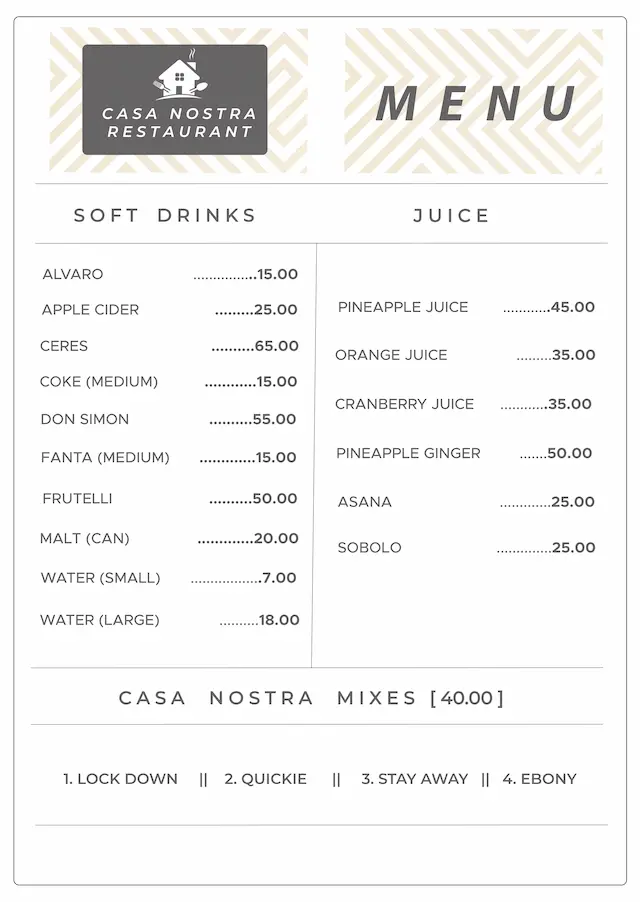 CASA NOSTRA
RESTAURANT
MENU
SOFT DRINKS
ALVARO .................15.00
APPLE CIDER .........25.00
CERES ..........65.00
COKE (MEDIUM) ............15.00
DON SIMON ..........55.00
FANTA (MEDIUM) .............15.00
FRUTELLI ..........50.00
MALT (CAN) .............20.00
WATER (SMALL) ..................7.00
WATER (LARGE) ..........18.00
JUICE
PINEAPPLE JUICE ............45.00
ORANGE JUICE .........35.00
CRANBERRY JUICE ............35.00
PINEAPPLE GINGER .......50.00
ASANA .............25.00
SOBOLO ..............25.00
CASA NOSTRA MIXES [ 40.00 ]
1. LOCK DOWN || 2. QUICKIE || 3. STAY AWAY || 4. EBONY